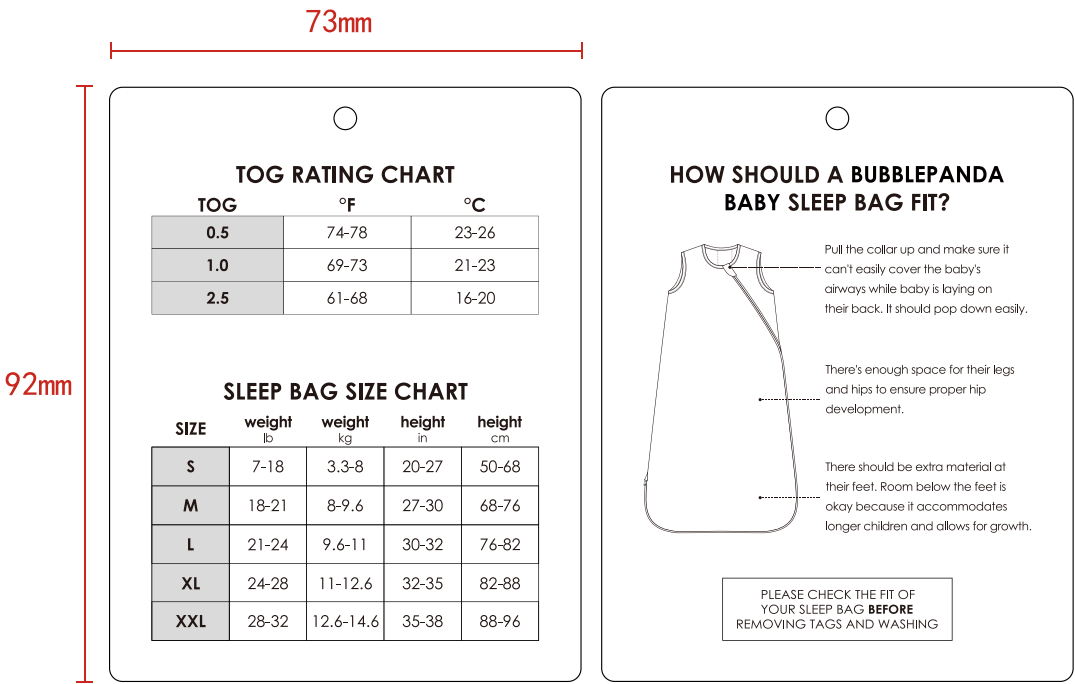 73mm
92mm
TOG RATING CHART
TOG °F °C
0.5 74-78 23-26
1.0 69-73 21-23
2.5 61-68 16-20
SLEEP BAG SIZE CHART
SIZE weight lb weight kg height in height cm
S 7-18 3.3-8 20-27 50-68
M 18-21 8-9.6 27-30 68-76
L 21-24 9.6-11 30-32 76-82
XL 24-28 11-12.6 32-35 82-88
XXL 28-32 12.6-14.6 35-38 88-96
HOW SHOULD A BUBBLEPANDA
BABY SLEEP BAG FIT?
Pull the collar up and make sure it
can't easily cover the baby's
airways while baby is laying on
their back. It should pop down easily.
There's enough space for their legs
and hips to ensure proper hip
development.
There should be extra material at
their feet. Room below the feet is
okay because it accommodates
longer children and allows for growth.
PLEASE CHECK THE FIT OF
YOUR SLEEP BAG BEFORE
REMOVING TAGS AND WASHING